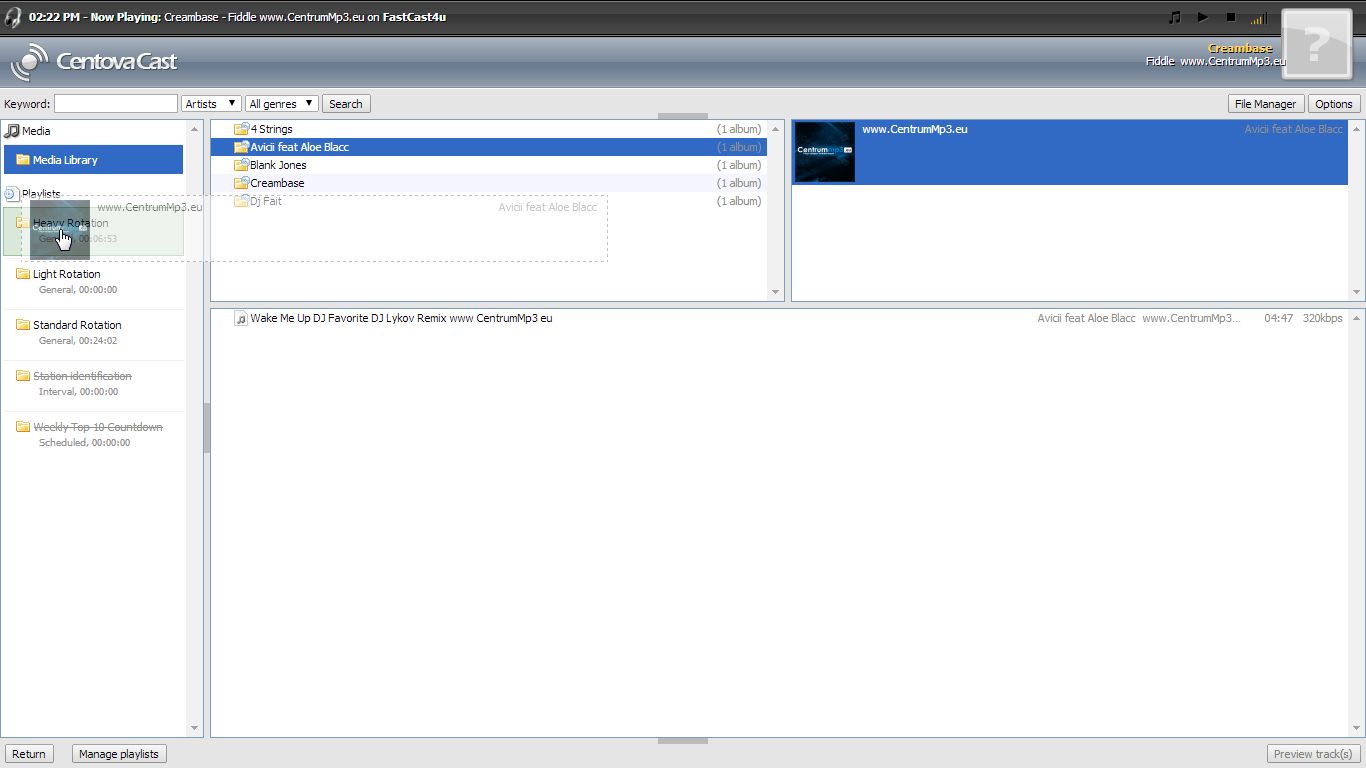 02:22 PM - Now Playing: Creambase - Fiddle www.CentrumMp3.eu on FastCast4u
CentovaCast
Creambase
Fiddle www.CentrumMp3.eu
?
Keyword: Artists All genres Search File Manager Options
Media
Media Library
Playlists
Heavy Rotation
General, 00:06:53
Light Rotation
General, 00:00:00
Standard Rotation
General, 00:24:02
Station identification
Interval, 00:00:00
Weekly Top 10 Countdown
Scheduled, 00:00:00
www.CentrumMp3.eu Avicii feat Aloe Blacc
4 Strings (1 album)
Avicii feat Aloe Blacc (1 album)
Blank Jones (1 album)
Creambase (1 album)
Dj Fait (1 album)
Centrummp3.eu
www.CentrumMp3.eu Avicii feat Aloe Blacc
Wake Me Up DJ Favorite DJ Lykov Remix www CentrumMp3 eu Avicii feat Aloe Blacc www.CentrumMp3... 04:47 320kbps
Return Manage playlists Preview track(s)